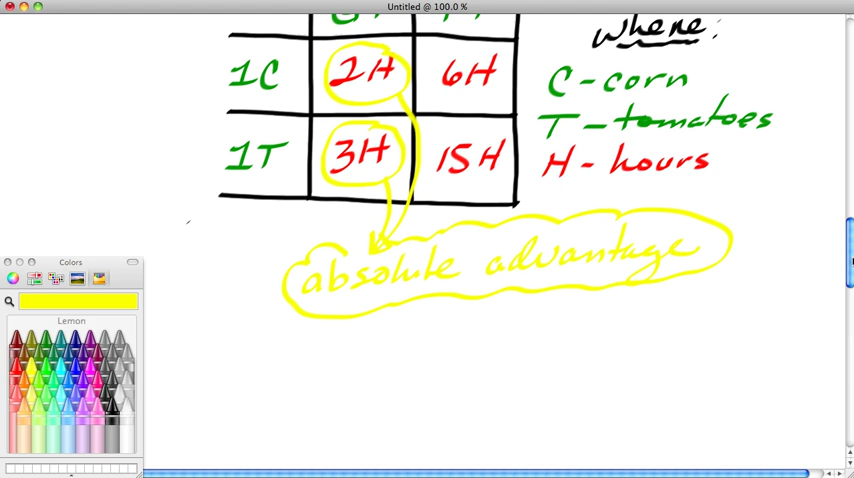 Untitled @ 100.0 %
where:
1C 2H 6H C-corn
T-tomatoes
1T 3H 15H H-hours
absolute advantage
Colors
Lemon